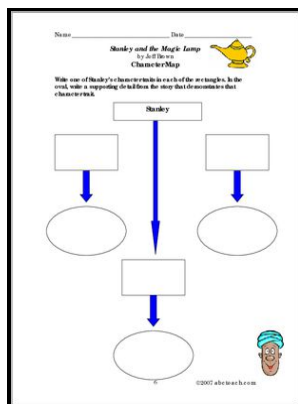 Name____________________ Date____________________
Stanley and the Magic Lamp
by Jeff Brown
Character Map
Write one of Stanley's character traits in each of the rectangles. In the
oval, write a supporting detail from the story that demonstrates that
character trait.
Stanley
©2007 abcteach.com